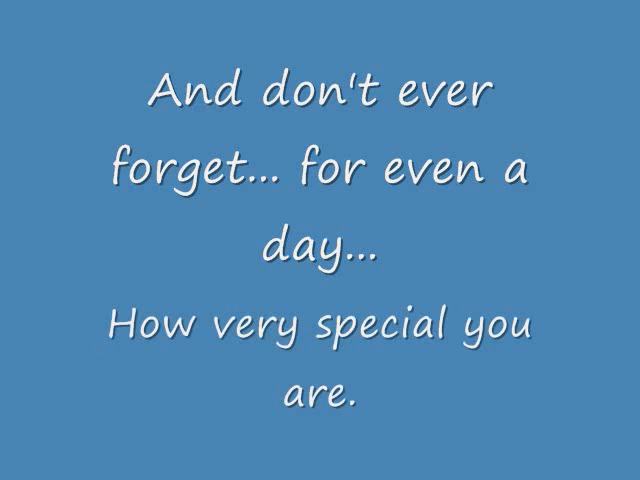 And don't ever
forget... for even a
day...
How very special you
are.